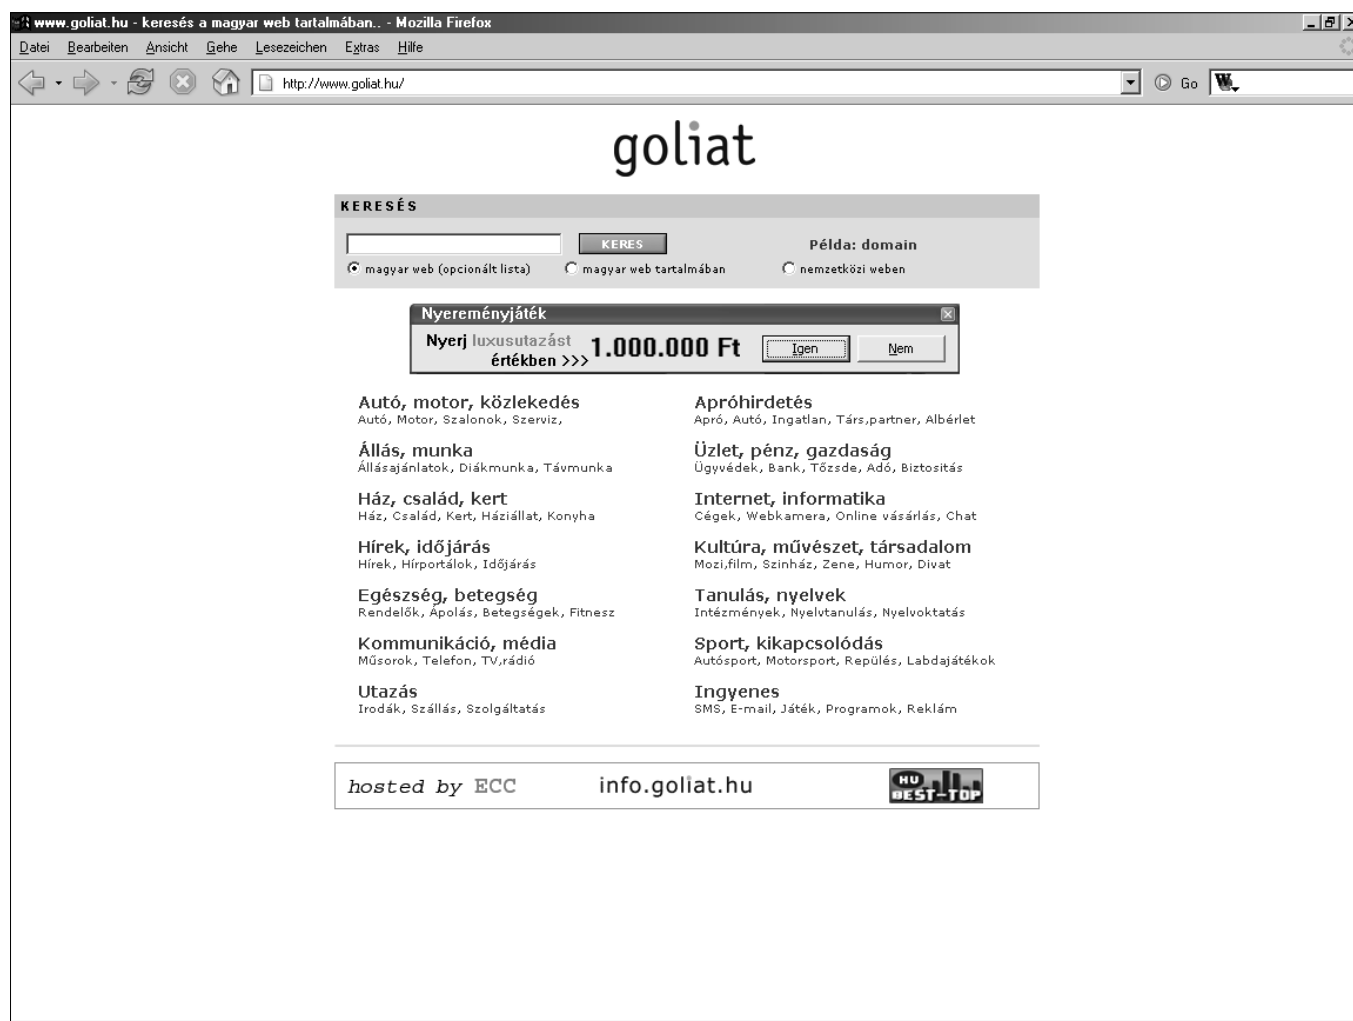 www.goliat.hu - keresés a magyar web tartalmában.. - Mozilla Firefox
Datei Bearbeiten Ansicht Gehe Lesezeichen Extras Hilfe
http://www.goliat.hu/ Go W
goliat
KERESÉS
KERES Példa: domain
magyar web (opcionált lista) magyar web tartalmában nemzetközi weben
Nyereményjáték
Nyerj luxusutazást 1.000.000 Ft Igen Nem
értékben >>>
Autó, motor, közlekedés
Autó, Motor, Szalonok, Szerviz,
Apróhirdetés
Apró, Autó, Ingatlan, Társ,partner, Albérlet
Állás, munka
Állásajánlatok, Diákmunka, Távmunka
Üzlet, pénz, gazdaság
Ügyvédek, Bank, Tőzsde, Adó, Biztositás
Ház, család, kert
Ház, Család, Kert, Háziállat, Konyha
Internet, informatika
Cégek, Webkamera, Online vásárlás, Chat
Hírek, időjárás
Hírek, Hírportálok, Időjárás
Kultúra, művészet, társadalom
Mozi,film, Szinház, Zene, Humor, Divat
Egészség, betegség
Rendelők, Ápolás, Betegségek, Fitnesz
Tanulás, nyelvek
Intézmények, Nyelvtanulás, Nyelvoktatás
Kommunikáció, média
Műsorok, Telefon, TV,rádió
Sport, kikapcsolódás
Autósport, Motorsport, Repülés, Labdajátékok
Utazás
Irodák, Szállás, Szolgáltatás
Ingyenes
SMS, E-mail, Játék, Programok, Reklám
hosted by ECC info.goliat.hu HU
BEST-TOP